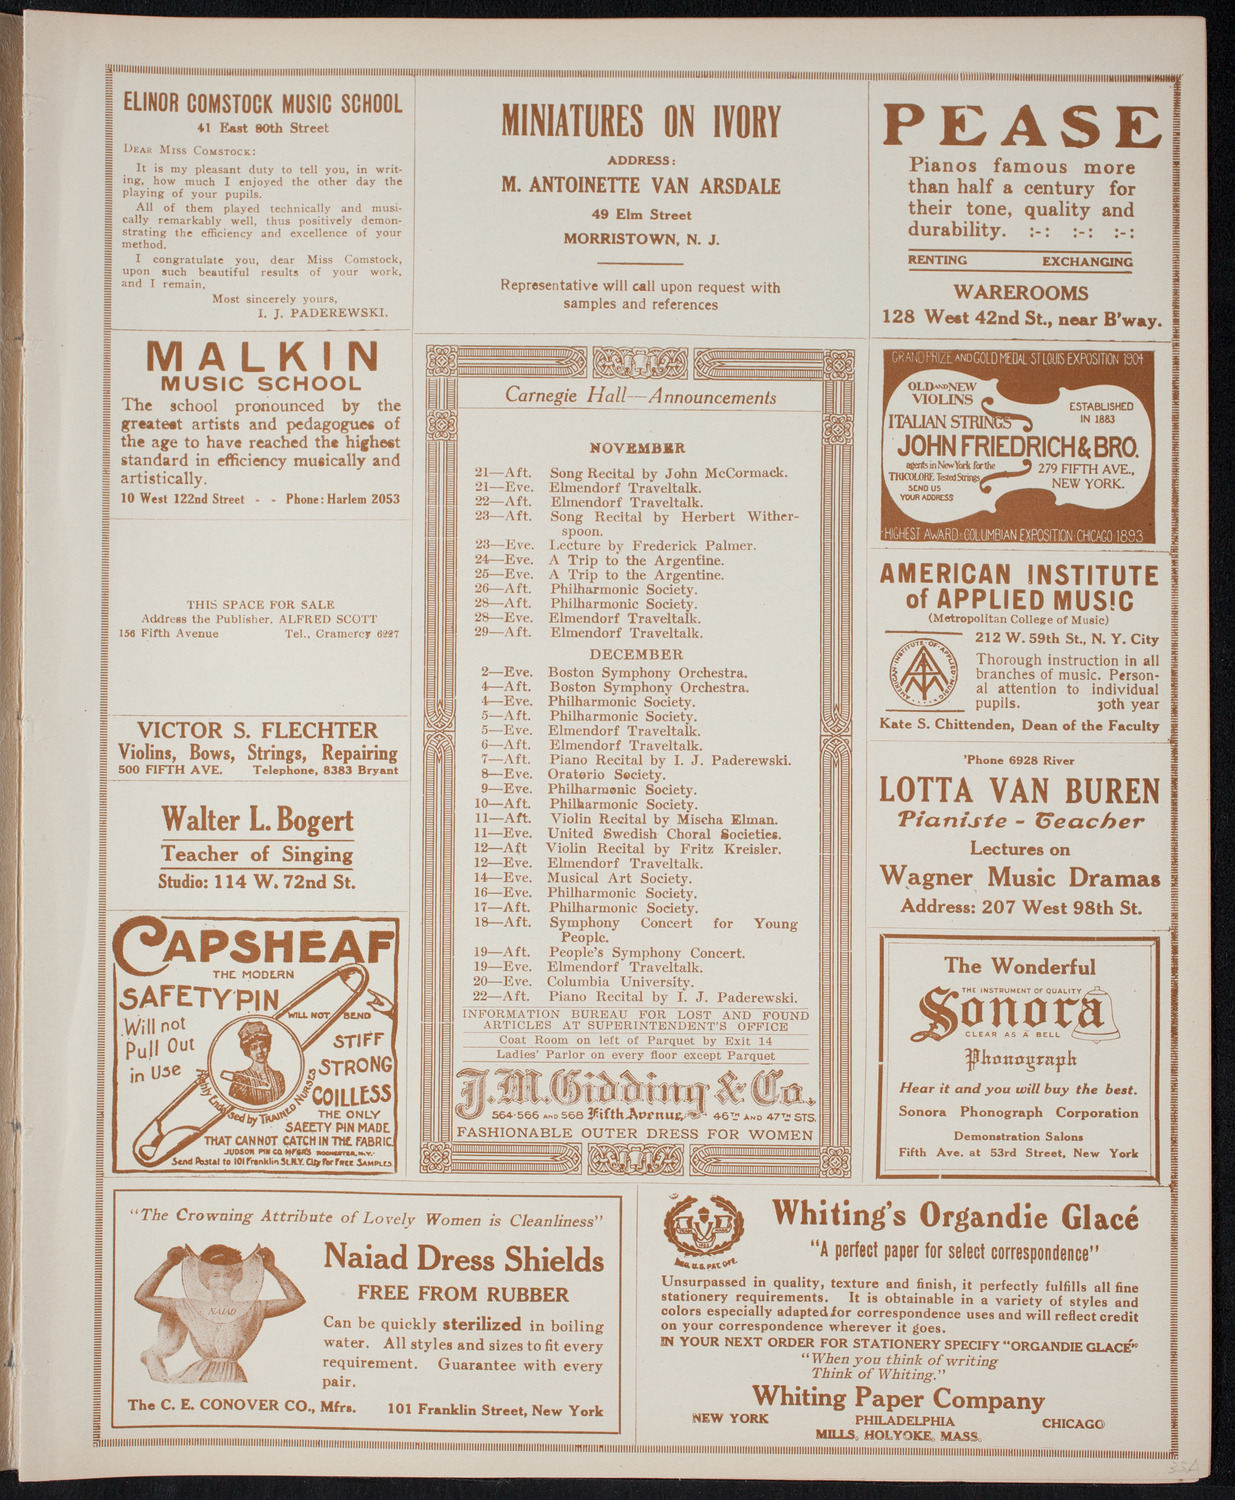 ELINOR COMSTOCK MUSIC SCHOOL
41 East 80th Street
DEAR MISS COMSTOCK:
It is my pleasant duty to tell you, in writ-
ing, how much I enjoyed the other day the
playing of your pupils.
All of them played technically and musi-
cally remarkably well, thus positively demon-
strating the efficiency and excellence of your
method.
I congratulate you, dear Miss Comstock,
upon such beautiful results of your work,
and I remain,
Most sincerely yours,
I. J. PADEREWSKI.
MALKIN
MUSIC SCHOOL
The school pronounced by the
greatest artists and pedagogues of
the age to have reached the highest
standard in efficiency musically and
artistically.
10 West 122nd Street - - Phone: Harlem 2053
THIS SPACE FOR SALE
Address the Publisher, ALFRED SCOTT
156 Fifth Avenue Tel., Gramercy 6227
VICTOR S. FLECHTER
Violins, Bows, Strings, Repairing
500 FIFTH AVE. Telephone, 8383 Bryant
Walter L. Bogert
Teacher of Singing
Studio: 114 W. 72nd St.
CAPSHEAF
THE MODERN
SAFETY PIN
WILL NOT BEND
Will not
Pull Out
in Use
STIFF
STRONG
COILLESS
Highly Endorsed by TRAINED NURSES
THE ONLY
SAFETY PIN MADE
THAT CANNOT CATCH IN THE FABRIC
JUDSON PIN CO. MF'GRS ROCHESTER, N.Y.
Send Postal to 101 Franklin St. N.Y. City for FREE SAMPLES
MINIATURES ON IVORY
ADDRESS:
M. ANTOINETTE VAN ARSDALE
49 Elm Street
MORRISTOWN, N. J.
Representative will call upon request with
samples and references
Carnegie Hall—Announcements
NOVEMBER
21—Aft. Song Recital by John McCormack.
21—Eve. Elmendorf Traveltalk.
22—Aft. Elmendorf Traveltalk.
23—Aft. Song Recital by Herbert Wither-
spoon.
23—Eve. Lecture by Frederick Palmer.
24—Eve. A Trip to the Argentine.
25—Eve. A Trip to the Argentine.
26—Aft. Philharmonic Society.
28—Aft. Philharmonic Society.
28—Eve. Elmendorf Traveltalk.
29—Aft. Elmendorf Traveltalk.
DECEMBER
2—Eve. Boston Symphony Orchestra.
4—Aft. Boston Symphony Orchestra.
4—Eve. Philharmonic Society.
5—Aft. Philharmonic Society.
5—Eve. Elmendorf Traveltalk.
6—Aft. Elmendorf Traveltalk.
7—Aft. Piano Recital by I. J. Paderewski.
8—Eve. Oratorio Society.
9—Eve. Philharmonic Society.
10—Aft. Philharmonic Society.
11—Aft. Violin Recital by Mischa Elman.
11—Eve. United Swedish Choral Societies.
12—Aft Violin Recital by Fritz Kreisler.
12—Eve. Elmendorf Traveltalk.
14—Eve. Musical Art Society.
16—Eve. Philharmonic Society.
17—Aft. Philharmonic Society.
18—Aft. Symphony Concert for Young
People.
19—Aft. People's Symphony Concert.
19—Eve. Elmendorf Traveltalk.
20—Eve. Columbia University.
22—Aft. Piano Recital by I. J. Paderewski.
INFORMATION BUREAU FOR LOST AND FOUND
ARTICLES AT SUPERINTENDENT'S OFFICE
Coat Room on left of Parquet by Exit 14
Ladies' Parlor on every floor except Parquet
J. M. Gidding & Co.
564-566 AND 568 Fifth Avenue, 46TH AND 47TH STS.
FASHIONABLE OUTER DRESS FOR WOMEN
PEASE
Pianos famous more
than half a century for
their tone, quality and
durability. :-: :-: :-:
RENTING EXCHANGING
WAREROOMS
128 West 42nd St., near B'way.
GRAND PRIZE AND GOLD MEDAL ST LOUIS EXPOSITION 1904
OLD AND NEW
VIOLINS
ITALIAN STRINGS
ESTABLISHED
IN 1883
JOHN FRIEDRICH & BRO.
agents in New York for the
TRICOLORE Tested Strings
SEND US
YOUR ADDRESS
279 FIFTH AVE.,
NEW YORK.
HIGHEST AWARD · COLUMBIAN EXPOSITION · CHICAGO 1893
AMERICAN INSTITUTE
of APPLIED MUSIC
(Metropolitan College of Music)
AMERICAN INSTITUTE OF APPLIED MUSIC
212 W. 59th St., N. Y. City
Thorough instruction in all
branches of music. Person-
al attention to individual
pupils. 30th year
Kate S. Chittenden, Dean of the Faculty
'Phone 6928 River
LOTTA VAN BUREN
Pianiste - Teacher
Lectures on
Wagner Music Dramas
Address: 207 West 98th St.
The Wonderful
THE INSTRUMENT OF QUALITY
Sonora
CLEAR AS A BELL
Phonograph
Hear it and you will buy the best.
Sonora Phonograph Corporation
Demonstration Salons
Fifth Ave. at 53rd Street, New York
"The Crowning Attribute of Lovely Women is Cleanliness"
NAIAD
Naiad Dress Shields
FREE FROM RUBBER
Can be quickly sterilized in boiling
water. All styles and sizes to fit every
requirement. Guarantee with every
pair.
The C. E. CONOVER CO., Mfrs. 101 Franklin Street, New York
REG. U.S. PAT. OFF.
Whiting's Organdie Glacé
"A perfect paper for select correspondence"
Unsurpassed in quality, texture and finish, it perfectly fulfills all fine
stationery requirements. It is obtainable in a variety of styles and
colors especially adapted for correspondence uses and will reflect credit
on your correspondence wherever it goes.
IN YOUR NEXT ORDER FOR STATIONERY SPECIFY "ORGANDIE GLACÉ"
"When you think of writing
Think of Whiting."
Whiting Paper Company
NEW YORK PHILADELPHIA CHICAGO
MILLS, HOLYOKE, MASS.